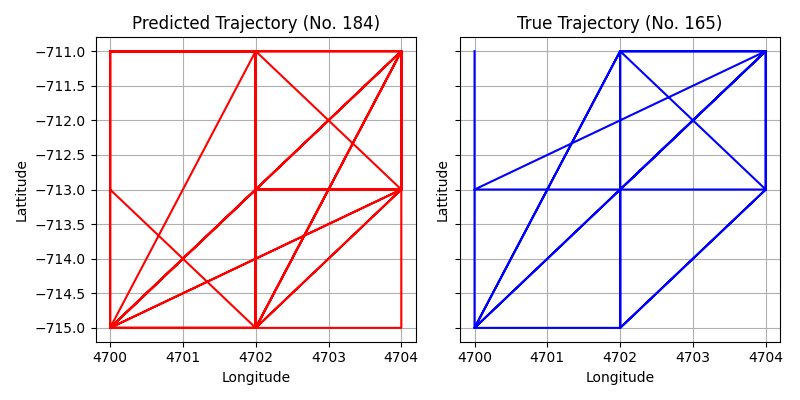 Predicted Trajectory (No. 184)
True Trajectory (No. 165)
Lattitude
−711.0
−711.5
−712.0
−712.5
−713.0
−713.5
−714.0
−714.5
−715.0
4700 4701 4702 4703 4704
Longitude
Lattitude
4700 4701 4702 4703 4704
Longitude